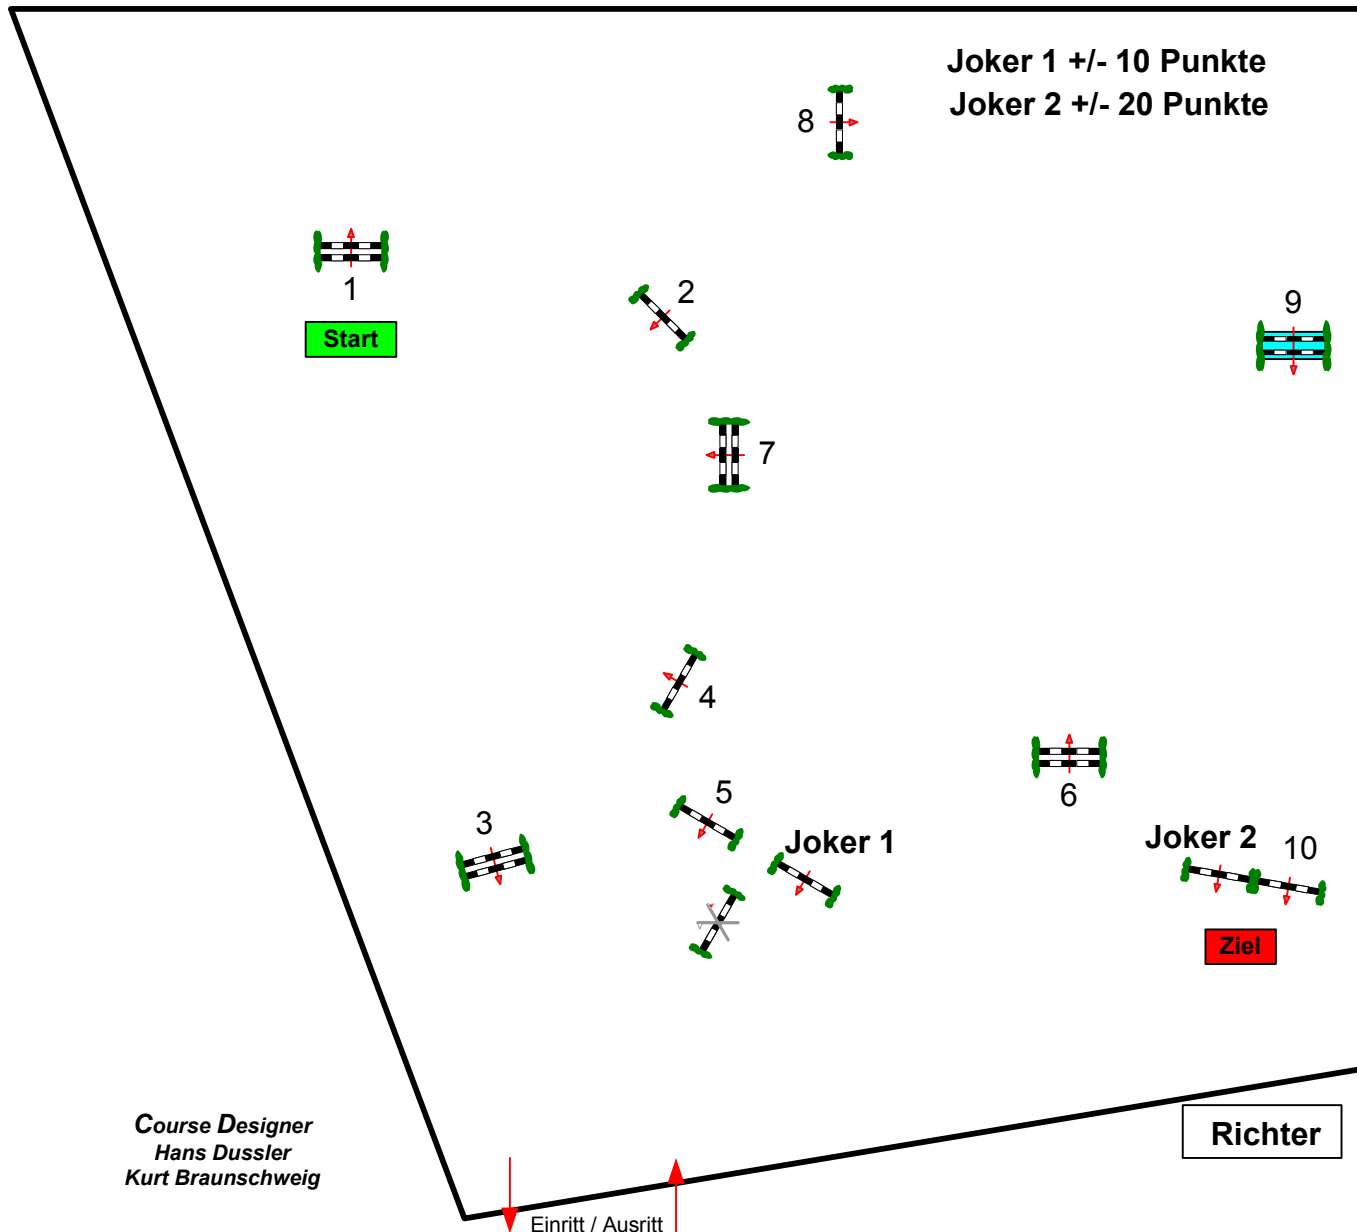 Joker 1 +/- 10 Punkte
Joker 2 +/- 20 Punkte
8
1
Start
2
9
7
4
6
5
3
Joker 1
Joker 2
10
Ziel
Course Designer
Hans Dussler
Kurt Braunschweig
Richter
Einritt / Ausritt